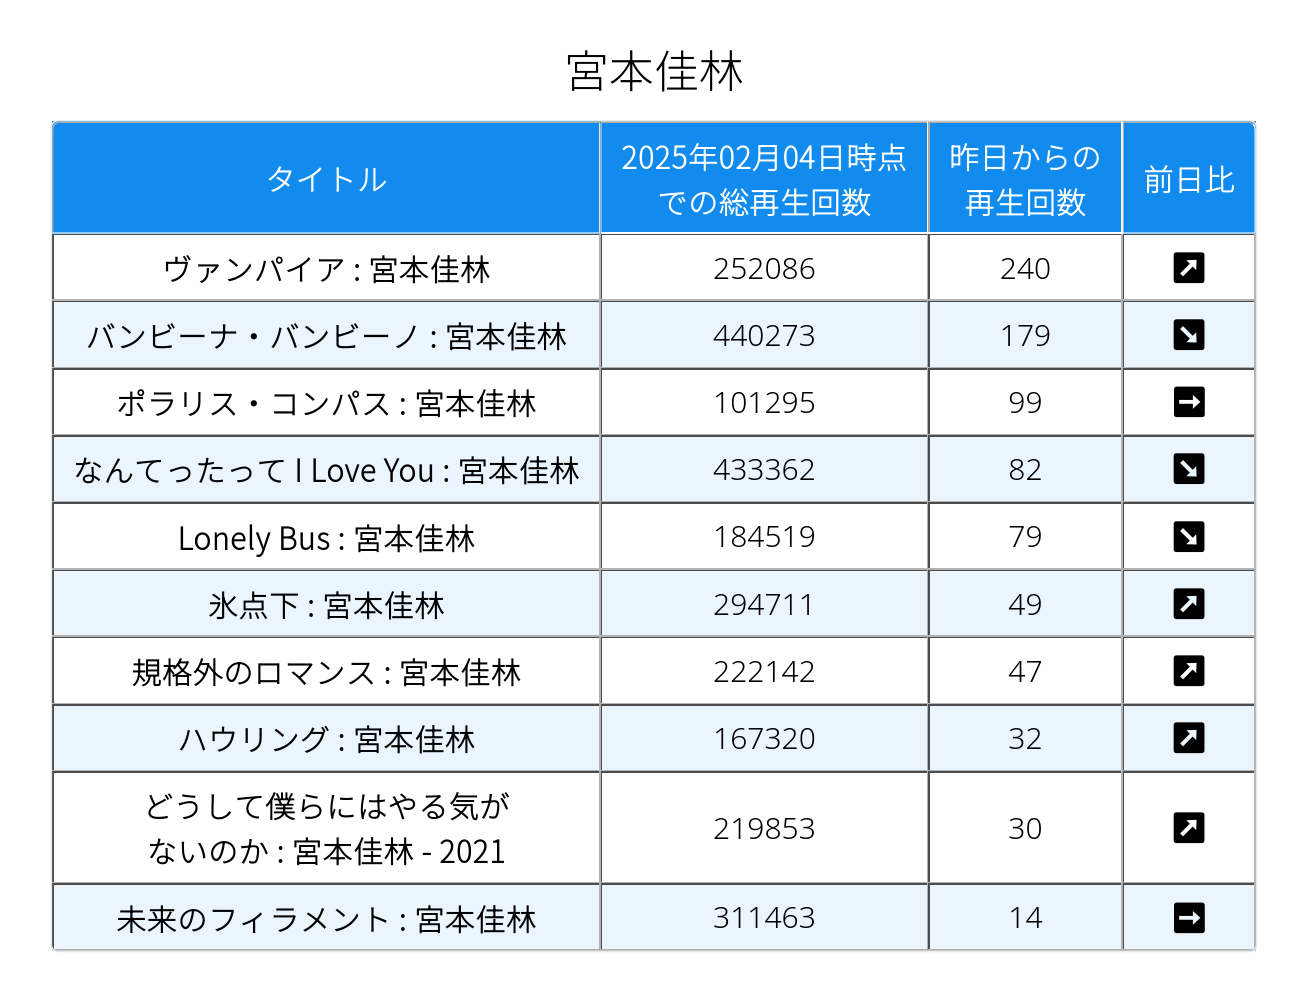 宮本佳林
タイトル
2025年02月04日時点
での総再生回数
昨日からの
再生回数
前日比
ヴァンパイア : 宮本佳林
252086
240
バンビーナ・バンビーノ : 宮本佳林
440273
179
ポラリス・コンパス : 宮本佳林
101295
99
なんてったって I Love You : 宮本佳林
433362
82
Lonely Bus : 宮本佳林
184519
79
氷点下 : 宮本佳林
294711
49
規格外のロマンス : 宮本佳林
222142
47
ハウリング : 宮本佳林
167320
32
どうして僕らにはやる気が
ないのか : 宮本佳林 - 2021
219853
30
未来のフィラメント : 宮本佳林
311463
14